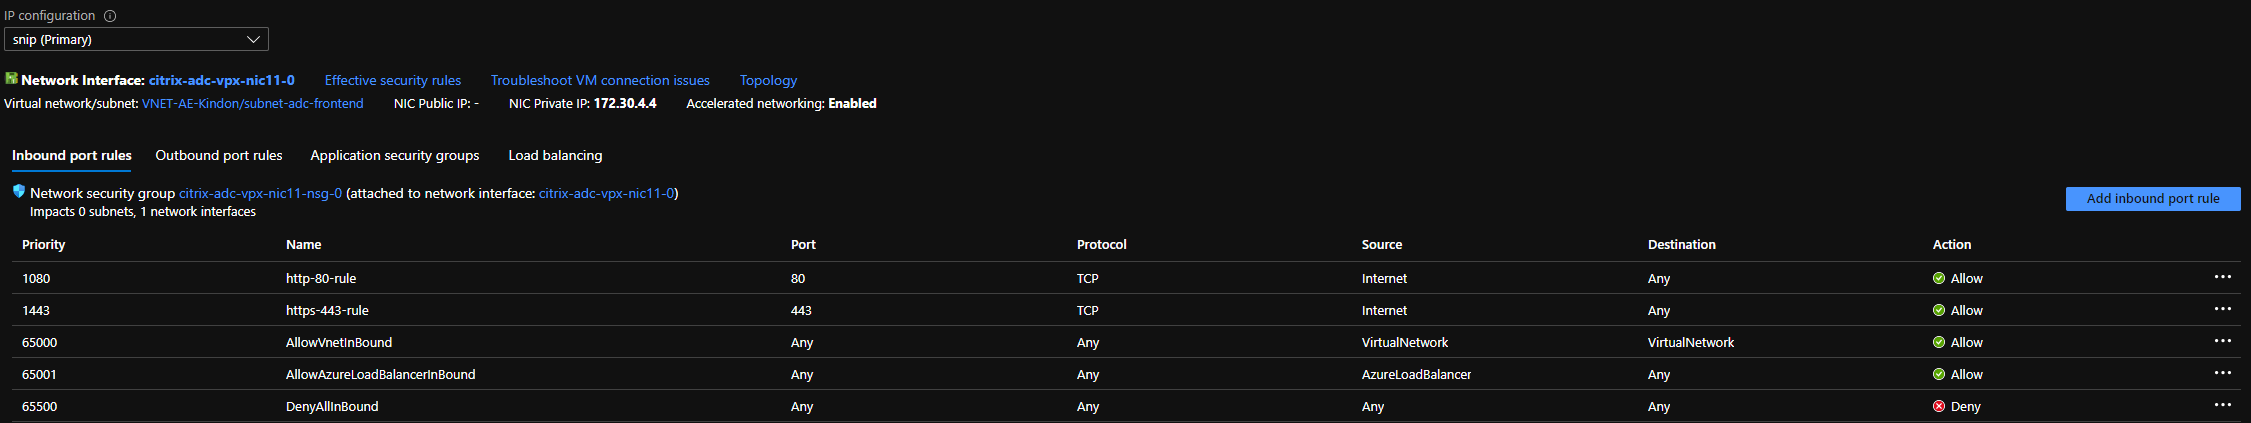 IP configuration
snip (Primary)
Network Interface: citrix-adc-vpx-nic11-0 Effective security rules Troubleshoot VM connection issues Topology
Virtual network/subnet: VNET-AE-Kindon/subnet-adc-frontend NIC Public IP: - NIC Private IP: 172.30.4.4 Accelerated networking: Enabled
Inbound port rules Outbound port rules Application security groups Load balancing
Network security group citrix-adc-vpx-nic11-nsg-0 (attached to network interface: citrix-adc-vpx-nic11-0)
Impacts 0 subnets, 1 network interfaces
Add inbound port rule
Priority Name Port Protocol Source Destination Action
1080 http-80-rule 80 TCP Internet Any Allow ...
1443 https-443-rule 443 TCP Internet Any Allow ...
65000 AllowVnetInBound Any Any VirtualNetwork VirtualNetwork Allow ...
65001 AllowAzureLoadBalancerInBound Any Any AzureLoadBalancer Any Allow ...
65500 DenyAllInBound Any Any Any Any Deny ...